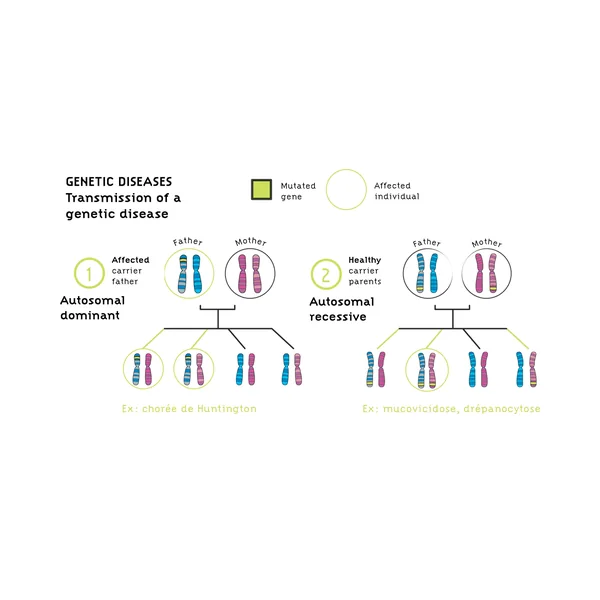 GENETIC DISEASES
Transmission of a
genetic disease
Mutated
gene
Affected
individual
1
Affected
carrier
father
Autosomal
dominant
Father
Mother
Ex: chorée de Huntington
2
Healthy
carrier
parents
Autosomal
recessive
Father
Mother
Ex: mucovicidose, drépanocytose